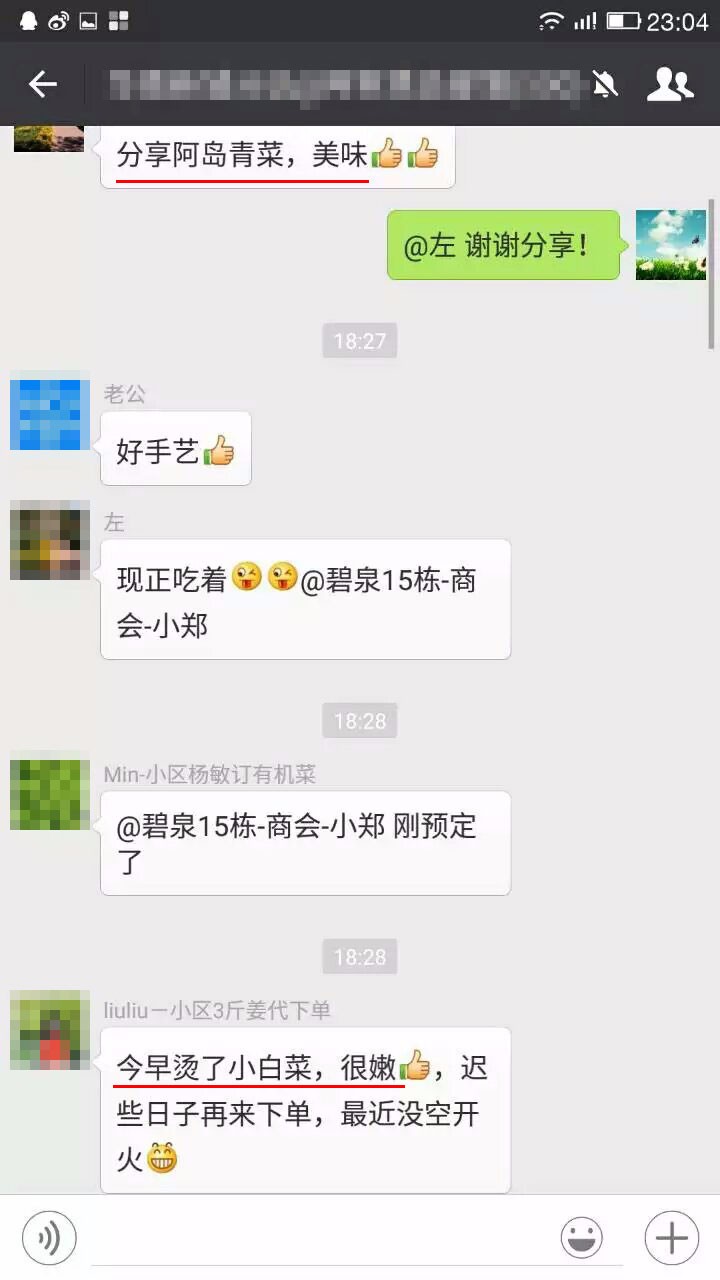 23:04
分享阿岛青菜，美味👍👍
@左 谢谢分享！
18:27
老公
好手艺👍
左
现正吃着😜😜@碧泉15栋-商
会-小郑
18:28
Min-小区杨敏订有机菜
@碧泉15栋-商会-小郑 刚预定
了
18:28
liuliu一小区3斤姜代下单
今早烫了小白菜，很嫩👍，迟
些日子再来下单，最近没空开
火😁